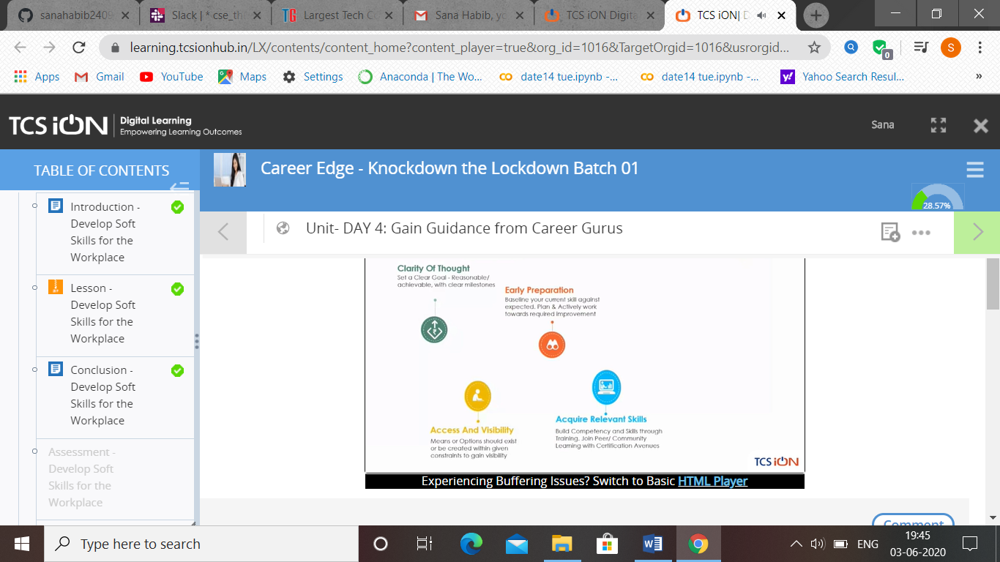 sanahabib2409
Slack | * cse_th
Largest Tech C
Sana Habib, yo
TCS iON Digita
TCS iON| D
learning.tcsionhub.in/LX/contents/content_home?content_player=true&org_id=1016&TargetOrgid=1016&usrorgid...
0
S
Apps
Gmail
YouTube
Maps
Settings
Anaconda | The Wo...
date14 tue.ipynb -...
date14 tue.ipynb -...
Yahoo Search Resul...
»
TCS iON
Digital Learning
Empowering Learning Outcomes
Sana
TABLE OF CONTENTS
Career Edge - Knockdown the Lockdown Batch 01
28.57%
Introduction -
Develop Soft
Skills for the
Workplace
Lesson -
Develop Soft
Skills for the
Workplace
Conclusion -
Develop Soft
Skills for the
Workplace
Assessment -
Develop Soft
Skills for the
Workplace
Unit- DAY 4: Gain Guidance from Career Gurus
Clarity Of Thought
Set a Clear Goal - Reasonable/
achievable, with clear milestones
Early Preparation
Baseline your current skill against
expected. Plan & Actively work
towards required Improvement
Access And Visibility
Means or Options should exist
or be created within given
constraints to gain visibility
Acquire Relevant Skills
Build Competency and Skills through
Training. Join Peer/ Community
Learning with Certification Avenues
TCS iON
Experiencing Buffering Issues? Switch to Basic HTML Player
Comment
Type here to search
ENG
19:45
03-06-2020